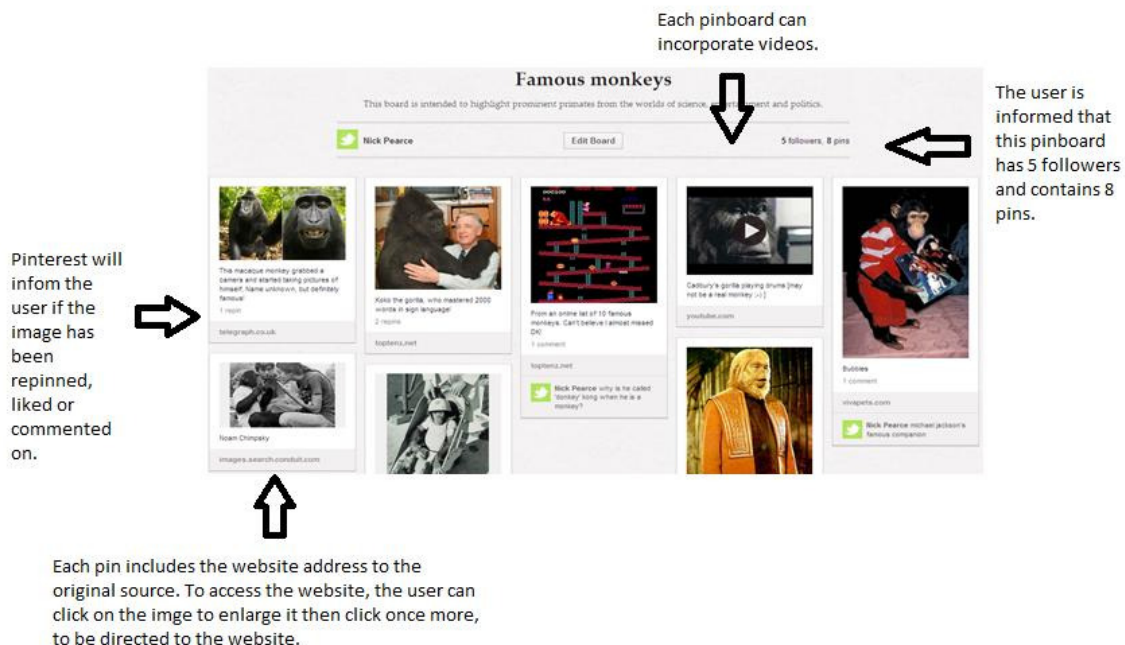 Each pinboard can
incorporate videos.
Famous monkeys
This board is intended to highlight prominent primates from the worlds of science, entertainment and politics.
Nick Pearce
Edit Board
5 followers, 8 pins
The user is
informed that
this pinboard
has 5 followers
and contains 8
pins.
Pinterest will
infom the
user if the
image has
been
repinned,
liked or
commented
on.
This macaque monkey grabbed a
camera and started taking pictures of
himself. Name unknown, but definitely
famous!
1 repin
telegraph.co.uk
Noam Chimpsky
images.search.conduit.com
Koko the gorilla, who mastered 2000
words in sign language!
2 repins
toptenz.net
From an online list of 10 famous
monkeys. Can't believe I almost missed
DK!
1 comment
toptenz.net
Nick Pearce why is he called
'donkey' kong when he is a
monkey?
Cadbury's gorilla playing drums [may
not be a real monkey ;-) ]
youtube.com
Bubbles
1 comment
vivapets.com
Nick Pearce michael jackson's
famous companion
Each pin includes the website address to the
original source. To access the website, the user can
click on the imge to enlarge it then click once more,
to be directed to the website.